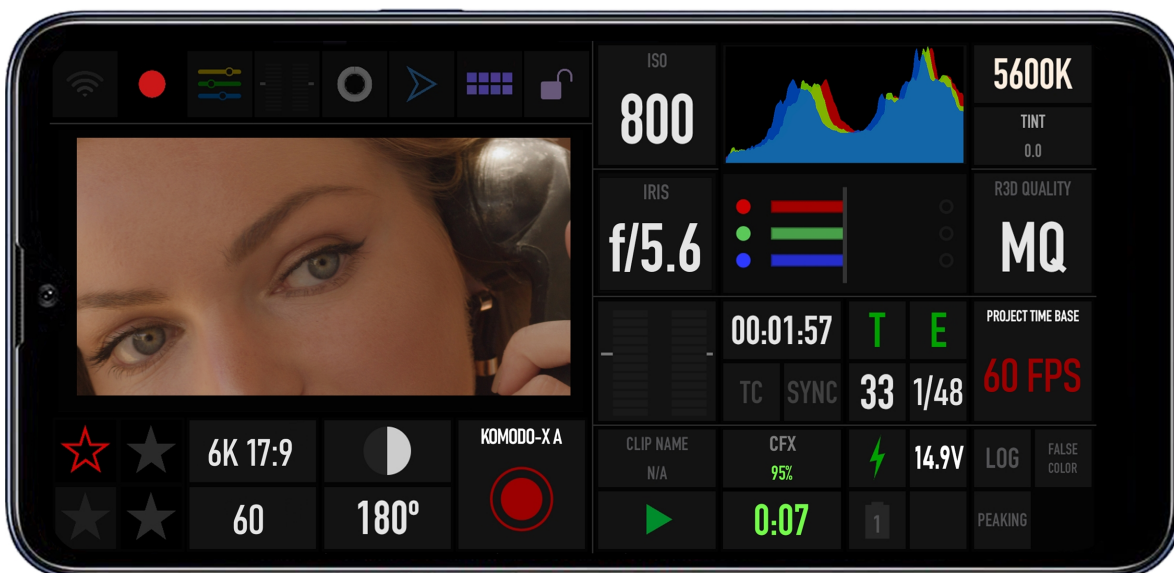 ISO
800
5600K
TINT
0.0
IRIS
f/5.6
R3D QUALITY
MQ
00:01:57
T
E
PROJECT TIME BASE
60 FPS
TC
SYNC
33
1/48
6K 17:9
KOMODO-X A
60
180º
CLIP NAME
N/A
CFX
95%
14.9V
LOG
FALSE
COLOR
0:07
1
PEAKING